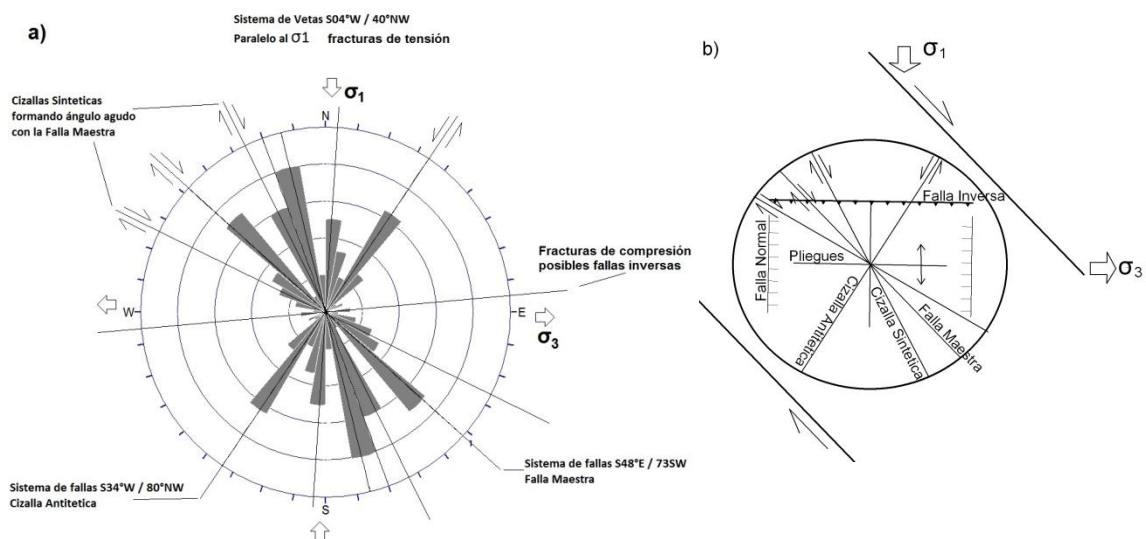 a)
Sistema de Vetas S04°W / 40°NW
Paralelo al σ1 fracturas de tensión
Cizallas Sinteticas
formando ángulo agudo
con la Falla Maestra
σ1
N
W
E
S
σ3
Fracturas de compresión
posibles fallas inversas
Sistema de fallas S34°W / 80°NW
Cizalla Antitetica
Sistema de fallas S48°E / 73SW
Falla Maestra
b)
σ1
Falla Inversa
Falla Normal
Pliegues
Cizalla Antitetica
Cizalla Sintetica
Falla Maestra
σ3